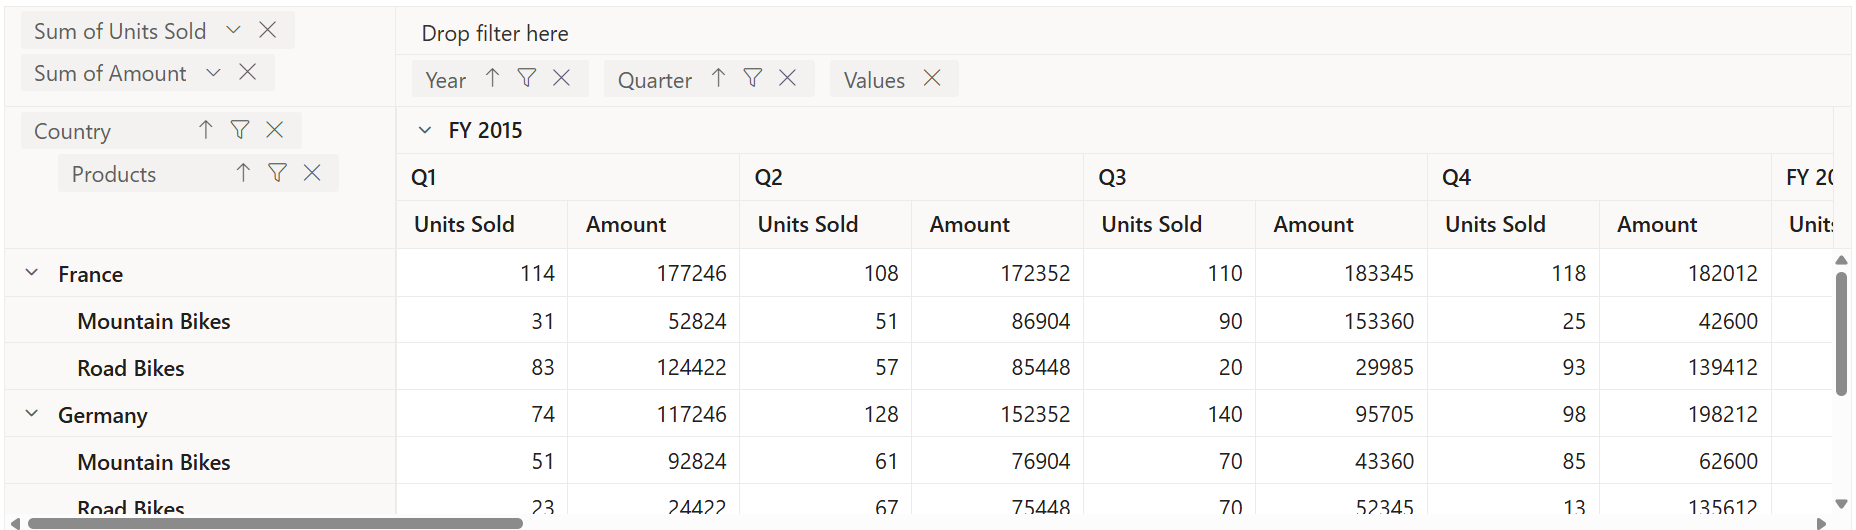 Sum of Units Sold
Sum of Amount
Drop filter here
Year Quarter Values
Country
Products
FY 2015
Q1 Q2 Q3 Q4 FY 20
Units Sold Amount Units Sold Amount Units Sold Amount Units Sold Amount Units
France 114 177246 108 172352 110 183345 118 182012
Mountain Bikes 31 52824 51 86904 90 153360 25 42600
Road Bikes 83 124422 57 85448 20 29985 93 139412
Germany 74 117246 128 152352 140 95705 98 198212
Mountain Bikes 51 92824 61 76904 70 43360 85 62600
Road Bikes 23 24422 67 75448 70 52345 13 135612